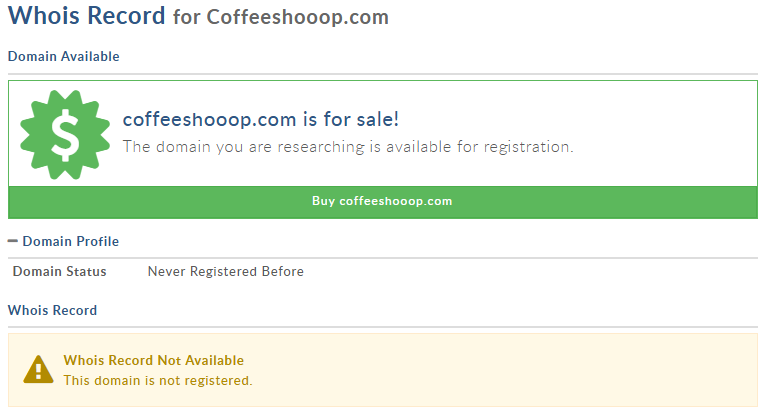 Whois Record for Coffeeshooop.com
Domain Available
$
coffeeshooop.com is for sale!
The domain you are researching is available for registration.
Buy coffeeshooop.com
Domain Profile
Domain Status Never Registered Before
Whois Record
Whois Record Not Available
This domain is not registered.